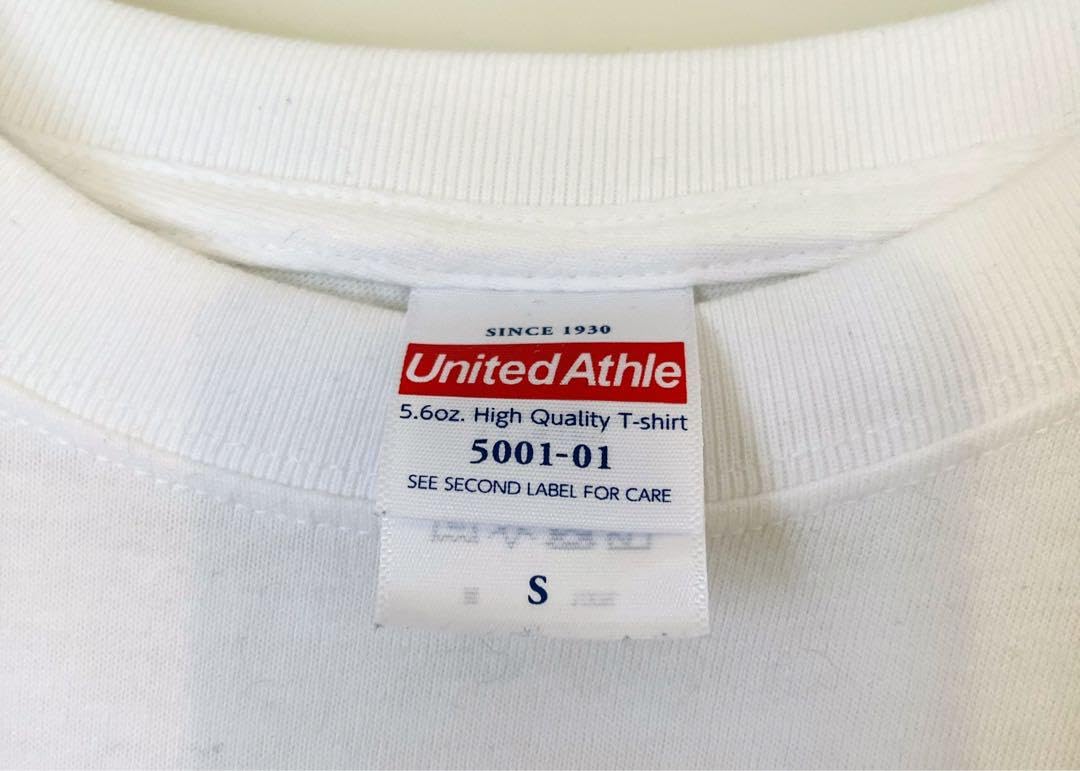 SINCE 1930
United Athle
5.6oz. High Quality T-shirt
5001-01
SEE SECOND LABEL FOR CARE
S